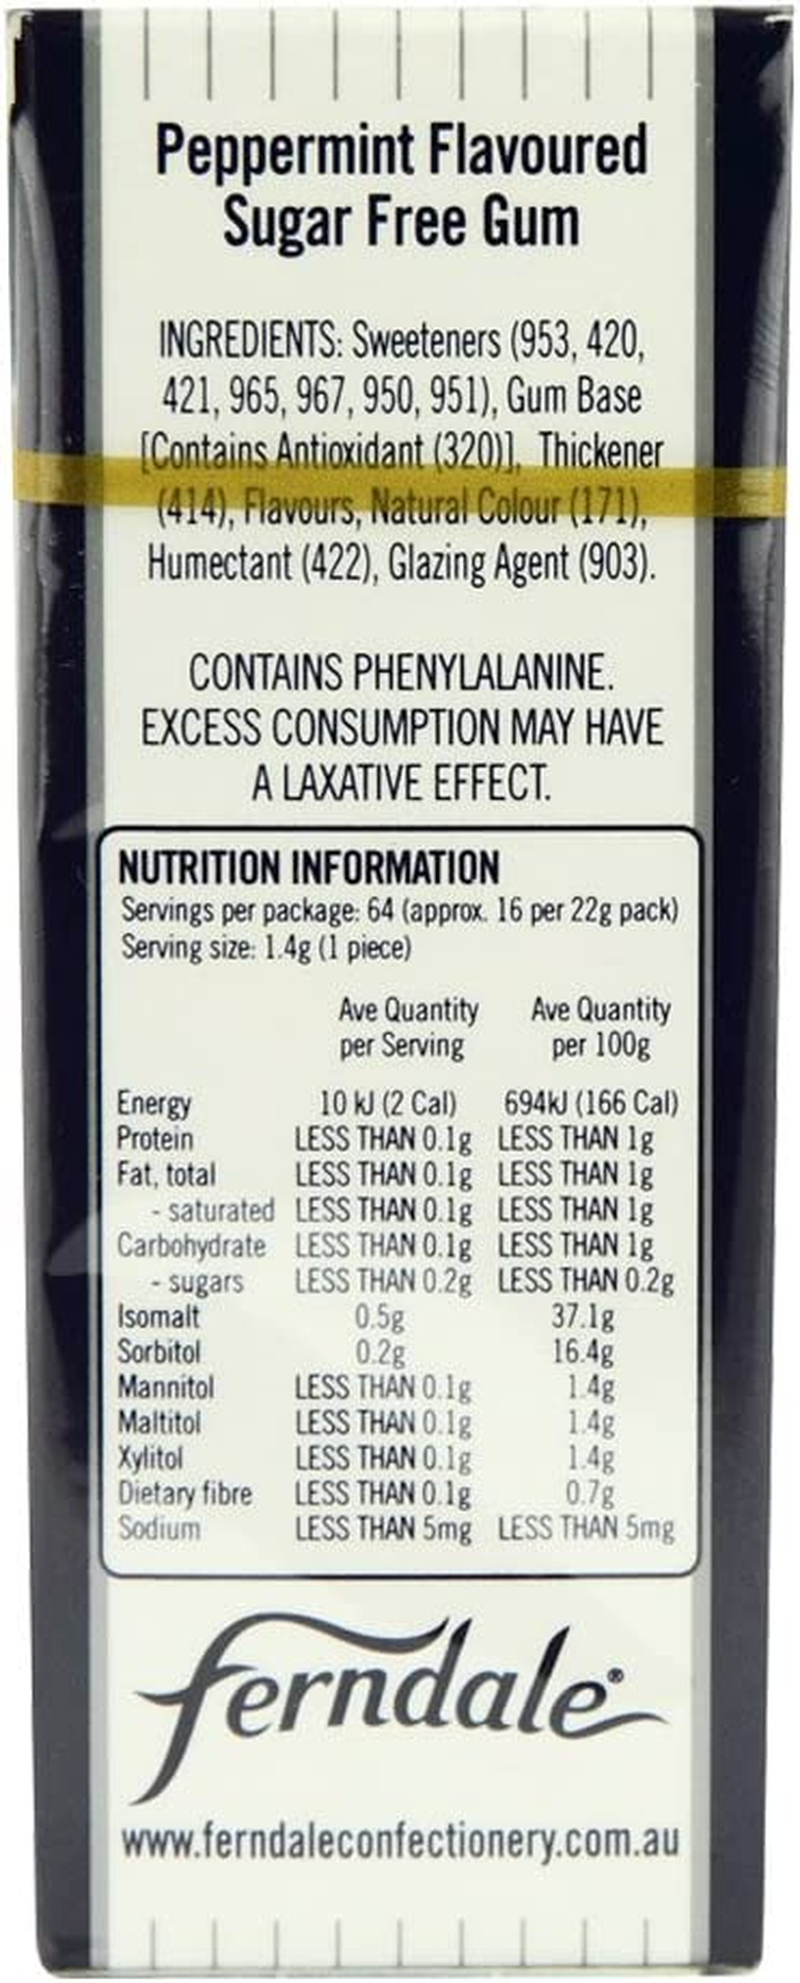 Peppermint Flavoured
Sugar Free Gum
INGREDIENTS: Sweeteners (953, 420,
421, 965, 967, 950, 951), Gum Base
[Contains Antioxidant (320)], Thickener
(414), Flavours, Natural Colour (171),
Humectant (422), Glazing Agent (903).
CONTAINS PHENYLALANINE.
EXCESS CONSUMPTION MAY HAVE
A LAXATIVE EFFECT.
NUTRITION INFORMATION
Servings per package: 64 (approx. 16 per 22g pack)
Serving size: 1.4g (1 piece)
Ave Quantity Ave Quantity
per Serving per 100g
Energy 10 kJ (2 Cal) 694kJ (166 Cal)
Protein LESS THAN 0.1g LESS THAN 1g
Fat, total LESS THAN 0.1g LESS THAN 1g
- saturated LESS THAN 0.1g LESS THAN 1g
Carbohydrate LESS THAN 0.1g LESS THAN 1g
- sugars LESS THAN 0.2g LESS THAN 0.2g
Isomalt 0.5g 37.1g
Sorbitol 0.2g 16.4g
Mannitol LESS THAN 0.1g 1.4g
Maltitol LESS THAN 0.1g 1.4g
Xylitol LESS THAN 0.1g 1.4g
Dietary fibre LESS THAN 0.1g 0.7g
Sodium LESS THAN 5mg LESS THAN 5mg
ferndale®
www.ferndaleconfectionery.com.au